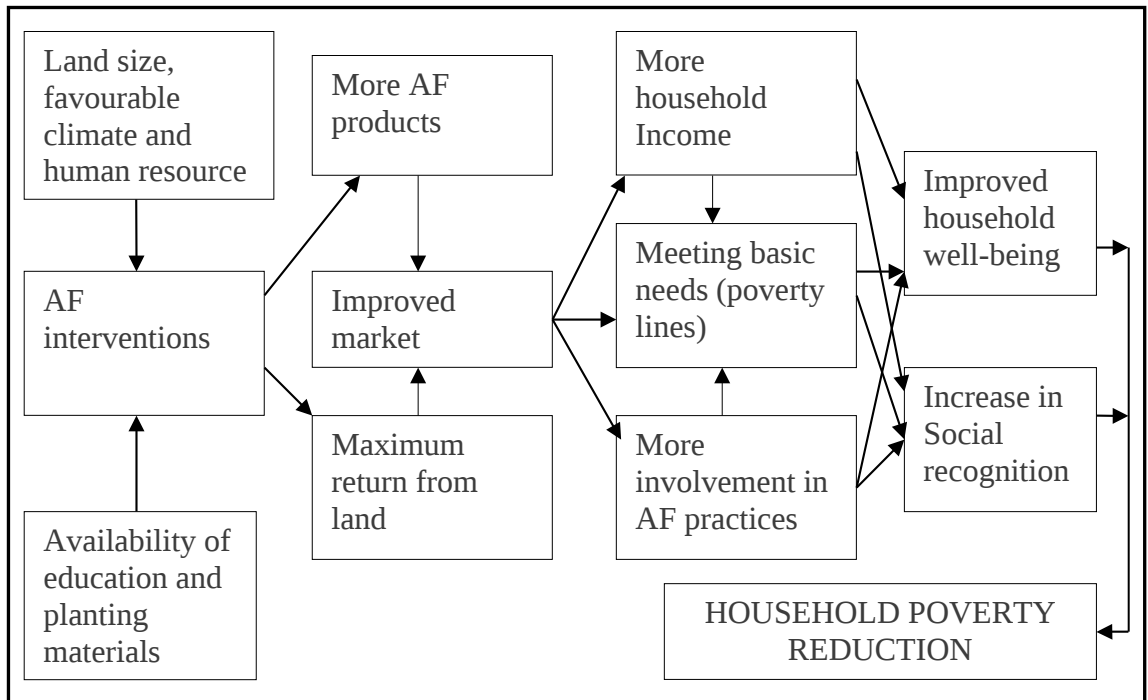 Land size,
favourable
climate and
human resource
AF
interventions
Availability of
education and
planting
materials
More AF
products
Improved
market
Maximum
return from
land
More
household
Income
Meeting basic
needs (poverty
lines)
More
involvement in
AF practices
Improved
household
well-being
Increase in
Social
recognition
HOUSEHOLD POVERTY
REDUCTION